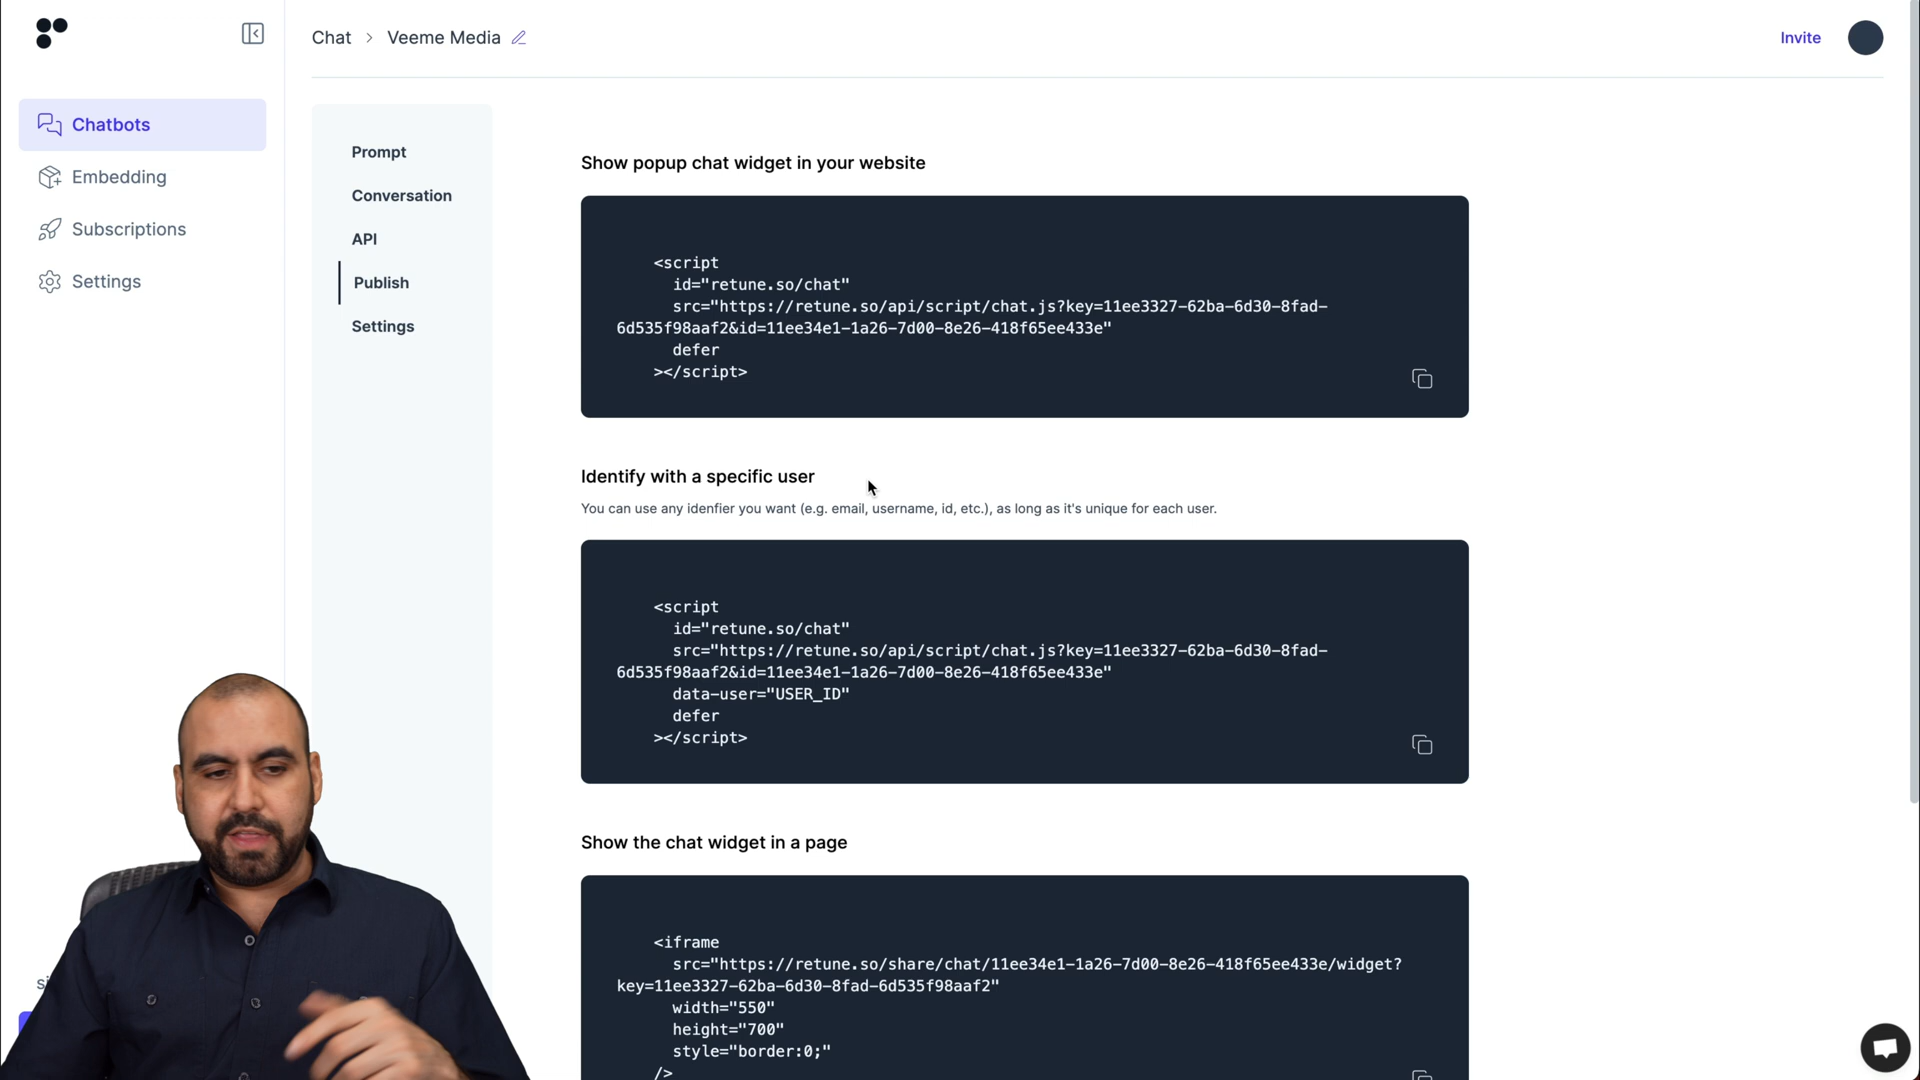 Chat > Veeme Media
Invite
Chatbots
Embedding
Subscriptions
Settings
Prompt
Conversation
API
Publish
Settings
Show popup chat widget in your website
<script
id="retune.so/chat"
src="https://retune.so/api/script/chat.js?key=11ee3327-62ba-6d30-8fad-
6d535f98aaf2&id=11ee34e1-1a26-7d00-8e26-418f65ee433e"
defer
></script>
Identify with a specific user
You can use any idenfier you want (e.g. email, username, id, etc.), as long as it's unique for each user.
<script
id="retune.so/chat"
src="https://retune.so/api/script/chat.js?key=11ee3327-62ba-6d30-8fad-
6d535f98aaf2&id=11ee34e1-1a26-7d00-8e26-418f65ee433e"
data-user="USER_ID"
defer
></script>
Show the chat widget in a page
<iframe
src="https://retune.so/share/chat/11ee34e1-1a26-7d00-8e26-418f65ee433e/widget?
key=11ee3327-62ba-6d30-8fad-6d535f98aaf2"
width="550"
height="700"
style="border:0;"
/>